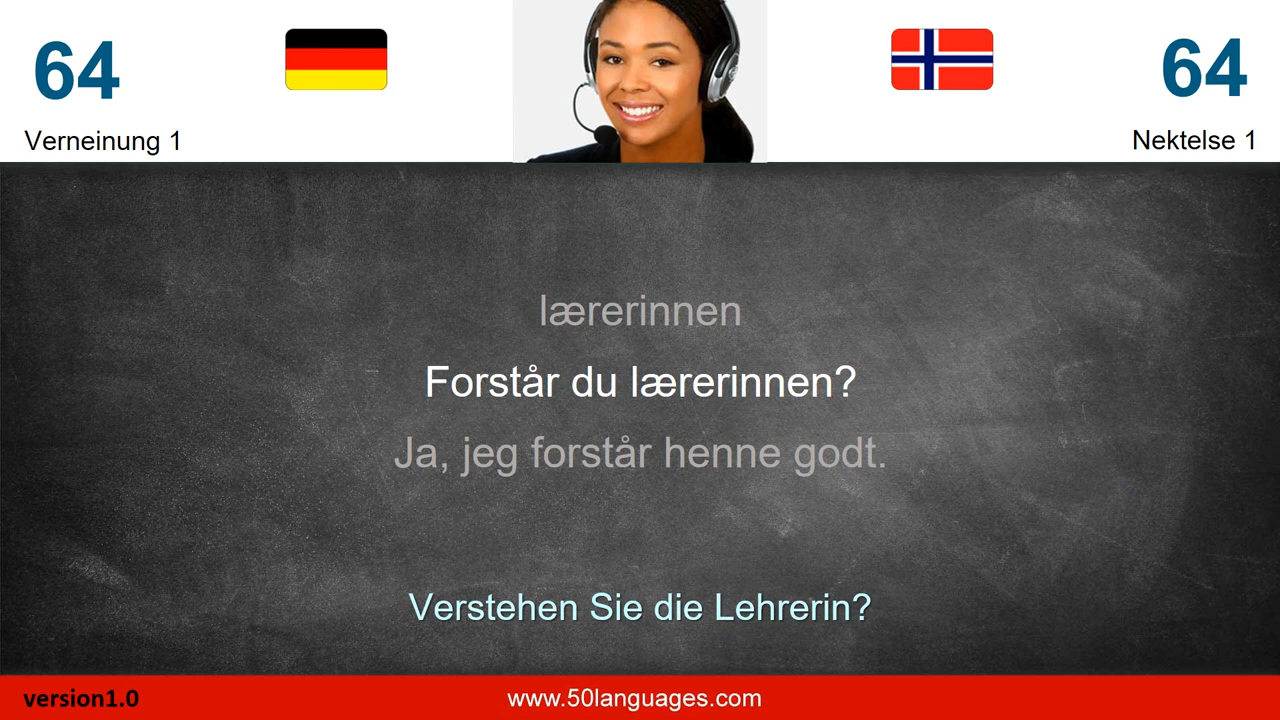 64
64
Verneinung 1
Nektelse 1
lærerinnen
Forstår du lærerinnen?
Ja, jeg forstår henne godt.
Verstehen Sie die Lehrerin?
version1.0
www.50languages.com